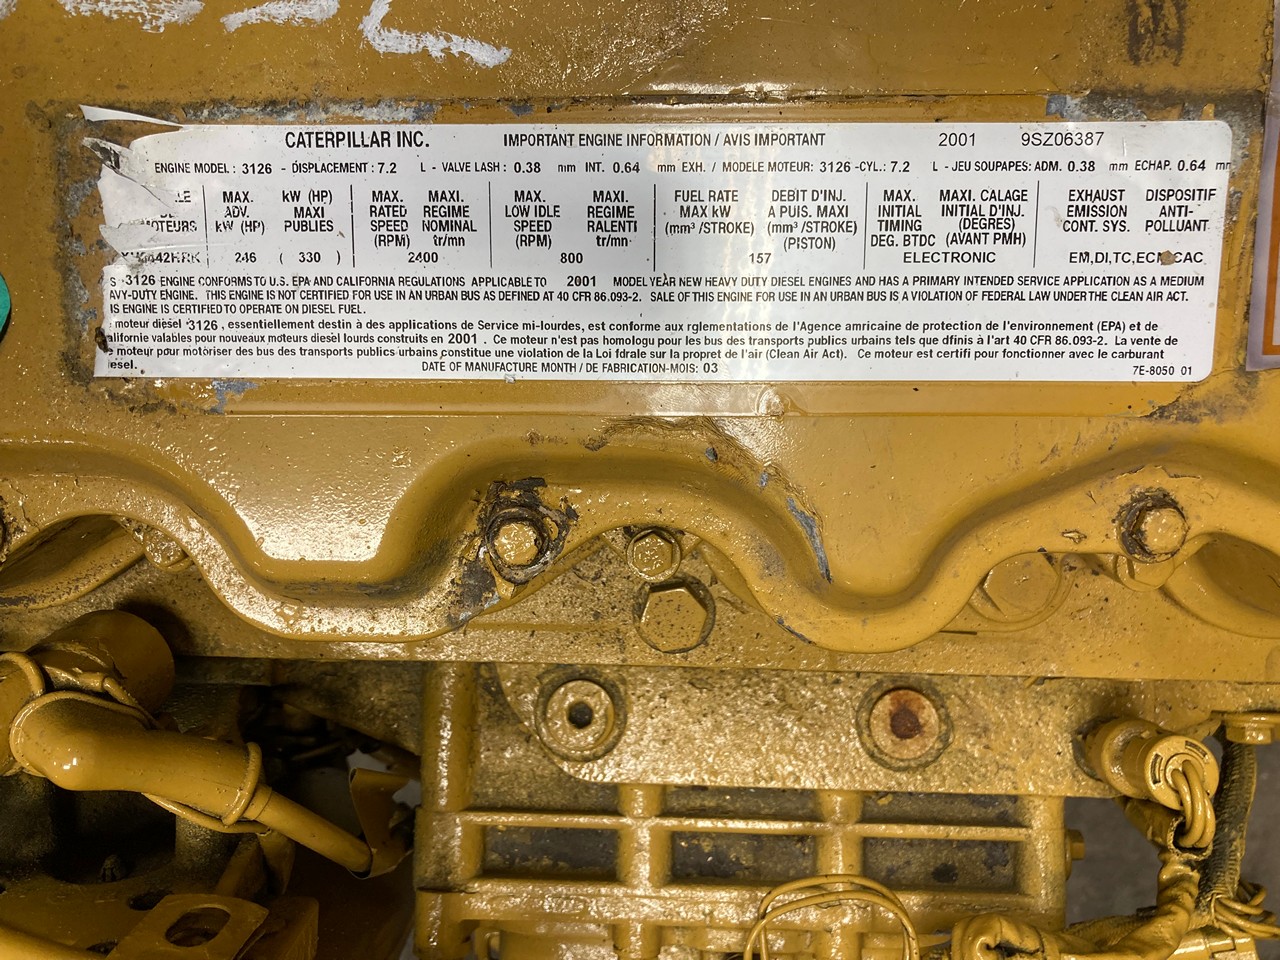 CATERPILLAR INC. IMPORTANT ENGINE INFORMATION / AVIS IMPORTANT 2001 9SZ06387
ENGINE MODEL : 3126 - DISPLACEMENT : 7.2 L - VALVE LASH : 0.38 mm INT. 0.64 mm EXH. / MODELE MOTEUR : 3126 -CYL.: 7.2 L - JEU SOUPAPES: ADM. 0.38 mm ECHAP. 0.64 mm
MAX. kW (HP) MAX. MAXI. MAX. MAXI. FUEL RATE DEBIT D'INJ. MAX. MAXI. CALAGE EXHAUST DISPOSITIF
ADV. MAXI RATED REGIME LOW IDLE REGIME MAX kW A PUIS. MAXI INITIAL INITIAL D'INJ. EMISSION ANTI-
MOTEURS kW (HP) PUBLIES SPEED NOMINAL SPEED RALENTI (mm³ /STROKE) (mm³ /STROKE) TIMING (DEGRES) CONT. SYS. POLLUANT
(RPM) tr/mn (RPM) tr/mn (PISTON) DEG. BTDC (AVANT PMH)
246 ( 330 ) 2400 800 157 ELECTRONIC EM,DI,TC,ECM,CAC
3126 ENGINE CONFORMS TO U.S. EPA AND CALIFORNIA REGULATIONS APPLICABLE TO 2001 MODEL YEAR NEW HEAVY DUTY DIESEL ENGINES AND HAS A PRIMARY INTENDED SERVICE APPLICATION AS A MEDIUM
AVY-DUTY ENGINE. THIS ENGINE IS NOT CERTIFIED FOR USE IN AN URBAN BUS AS DEFINED AT 40 CFR 86.093-2. SALE OF THIS ENGINE FOR USE IN AN URBAN BUS IS A VIOLATION OF FEDERAL LAW UNDER THE CLEAN AIR ACT.
IS ENGINE IS CERTIFIED TO OPERATE ON DIESEL FUEL.
moteur diesel 3126 , essentiellement destin à des applications de Service mi-lourdes, est conforme aux rglementations de l'Agence amricaine de protection de l'environnement (EPA) et de
alifornie valables pour nouveaux moteurs diesel lourds construits en 2001 . Ce moteur n'est pas homologu pour les bus des transports publics urbains tels que dfinis à l'art 40 CFR 86.093-2. La vente de
moteur pour motoriser des bus des transports publics urbains constitue une violation de la Loi fdrale sur la propret de l'air (Clean Air Act). Ce moteur est certifi pour fonctionner avec le carburant
iesel. DATE OF MANUFACTURE MONTH / DE FABRICATION-MOIS: 03 7E-8050 01